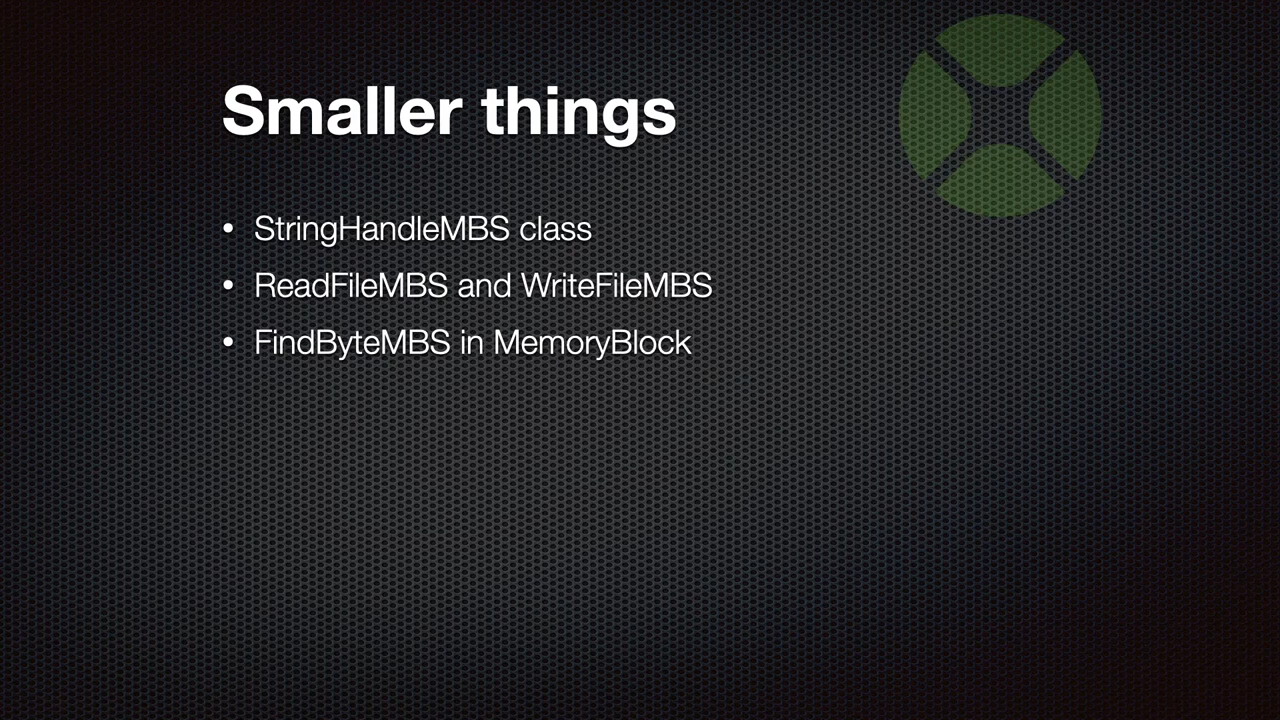 Smaller things
• StringHandleMBS class
• ReadFileMBS and WriteFileMBS
• FindByteMBS in MemoryBlock